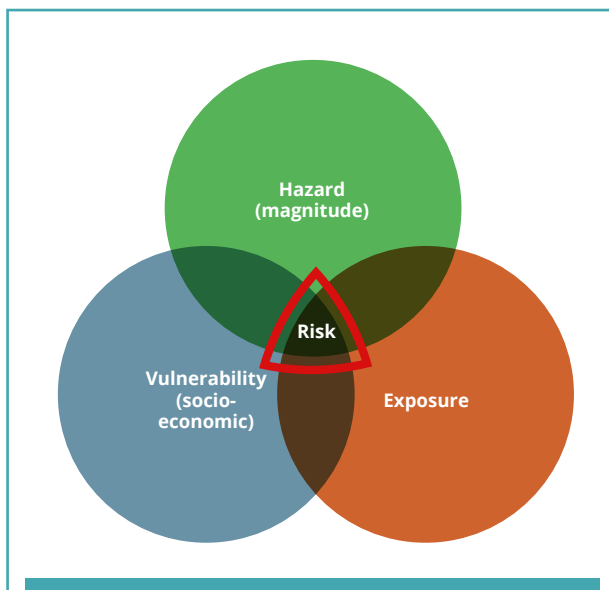 Hazard
(magnitude)
Risk
Vulnerability
(socio-
economic)
Exposure